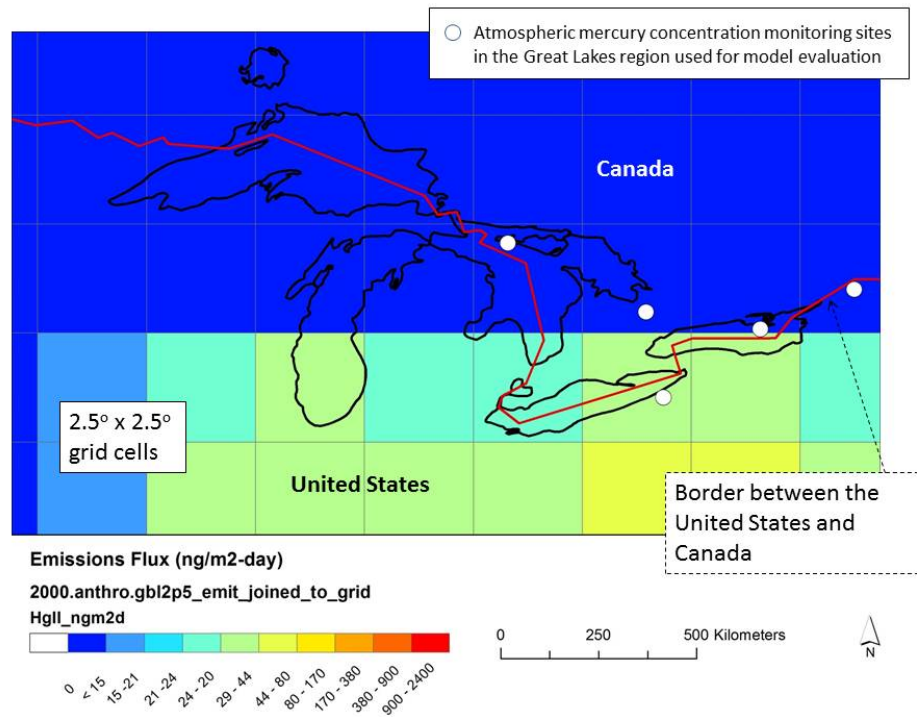 Atmospheric mercury concentration monitoring sites
in the Great Lakes region used for model evaluation
Canada
2.5° x 2.5°
grid cells
United States
Border between the
United States and
Canada
Emissions Flux (ng/m2-day)
2000.anthro.gbl2p5_emit_joined_to_grid
HgII_ngm2d
0
< 15
15 -21
21 -24
24 - 20
29 - 44
44 - 80
80 - 170
170 - 380
380 - 900
900 - 2400
0 250 500 Kilometers
N